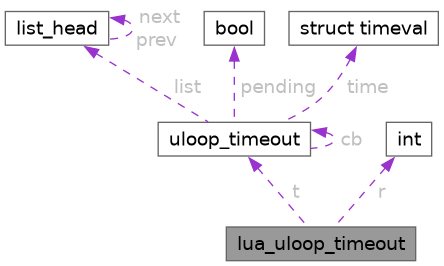 list_head
next
prev
bool
struct timeval
list
pending
time
uloop_timeout
cb
int
t
r
lua_uloop_timeout